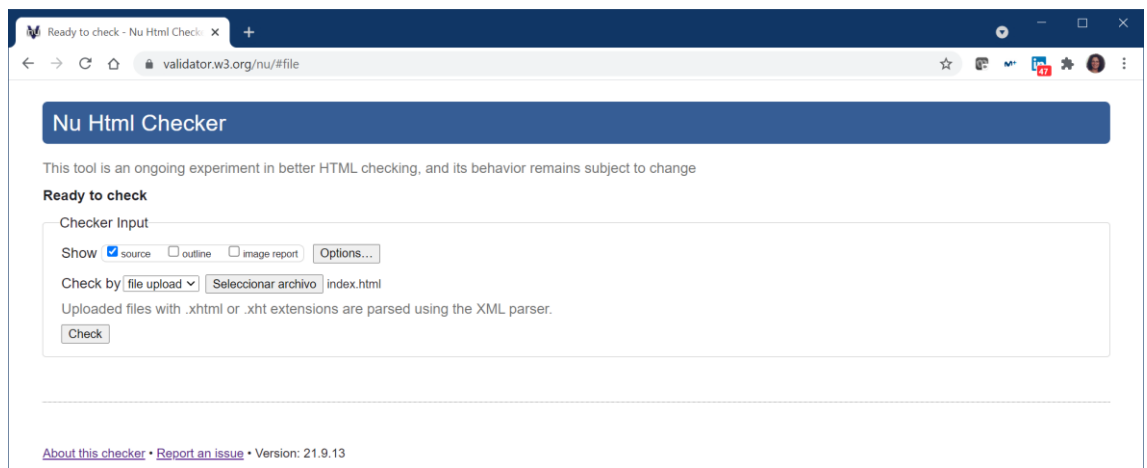 Ready to check - Nu Html Check
validator.w3.org/nu/#file
47
Nu Html Checker
This tool is an ongoing experiment in better HTML checking, and its behavior remains subject to change
Ready to check
Checker Input
Show source outline image report Options...
Check by file upload Seleccionar archivo index.html
Uploaded files with .xhtml or .xht extensions are parsed using the XML parser.
Check
About this checker • Report an issue • Version: 21.9.13